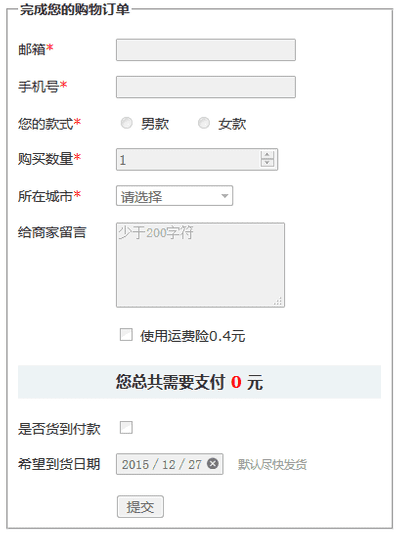 完成您的购物订单
邮箱*
手机号*
您的款式* 男款 女款
购买数量* 1
所在城市* 请选择
给商家留言 少于200字符
使用运费险0.4元
您总共需要支付 0 元
是否货到付款
希望到货日期 2015 / 12 / 27 默认尽快发货
提交